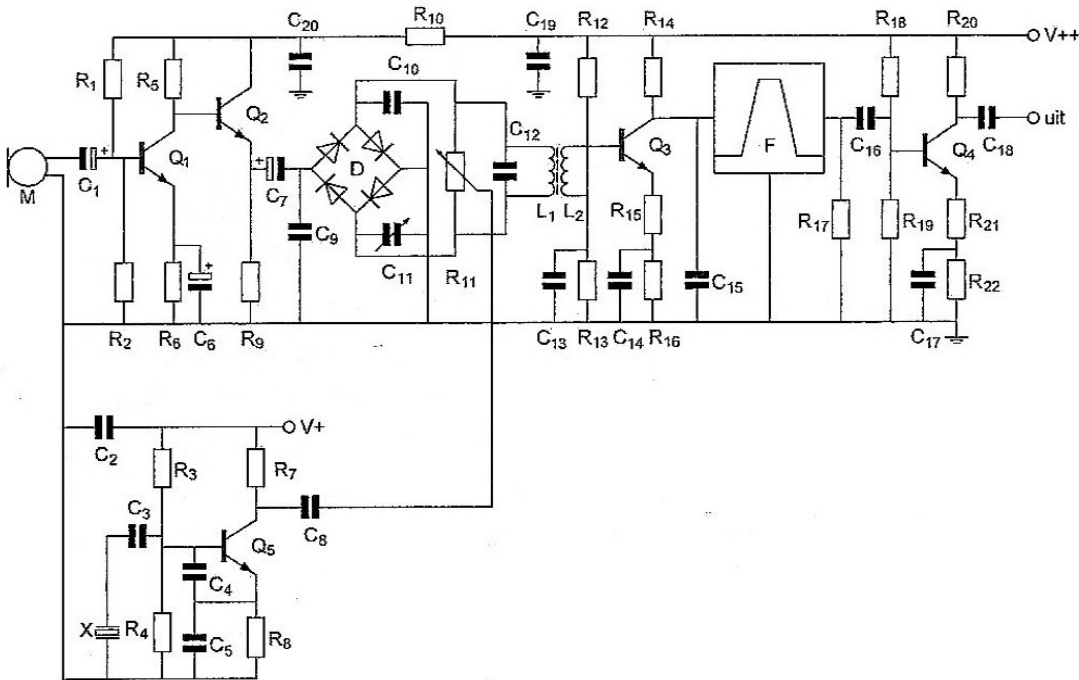 C20 R10 C19 R12 R14 R18 R20
V++
R1 R5 C10
Q2 C12 uit
Q1 Q3 F C16 Q4 C18
M C1 C7 D
L1 L2 R15 R17 R19 R21
C9 C11 R11
C15 R22
R2 R6 C6 R9 C13 R13 C14 R16 C17
V+
C2 R3 R7
C3 C8
Q5
C4
X R4 C5 R8